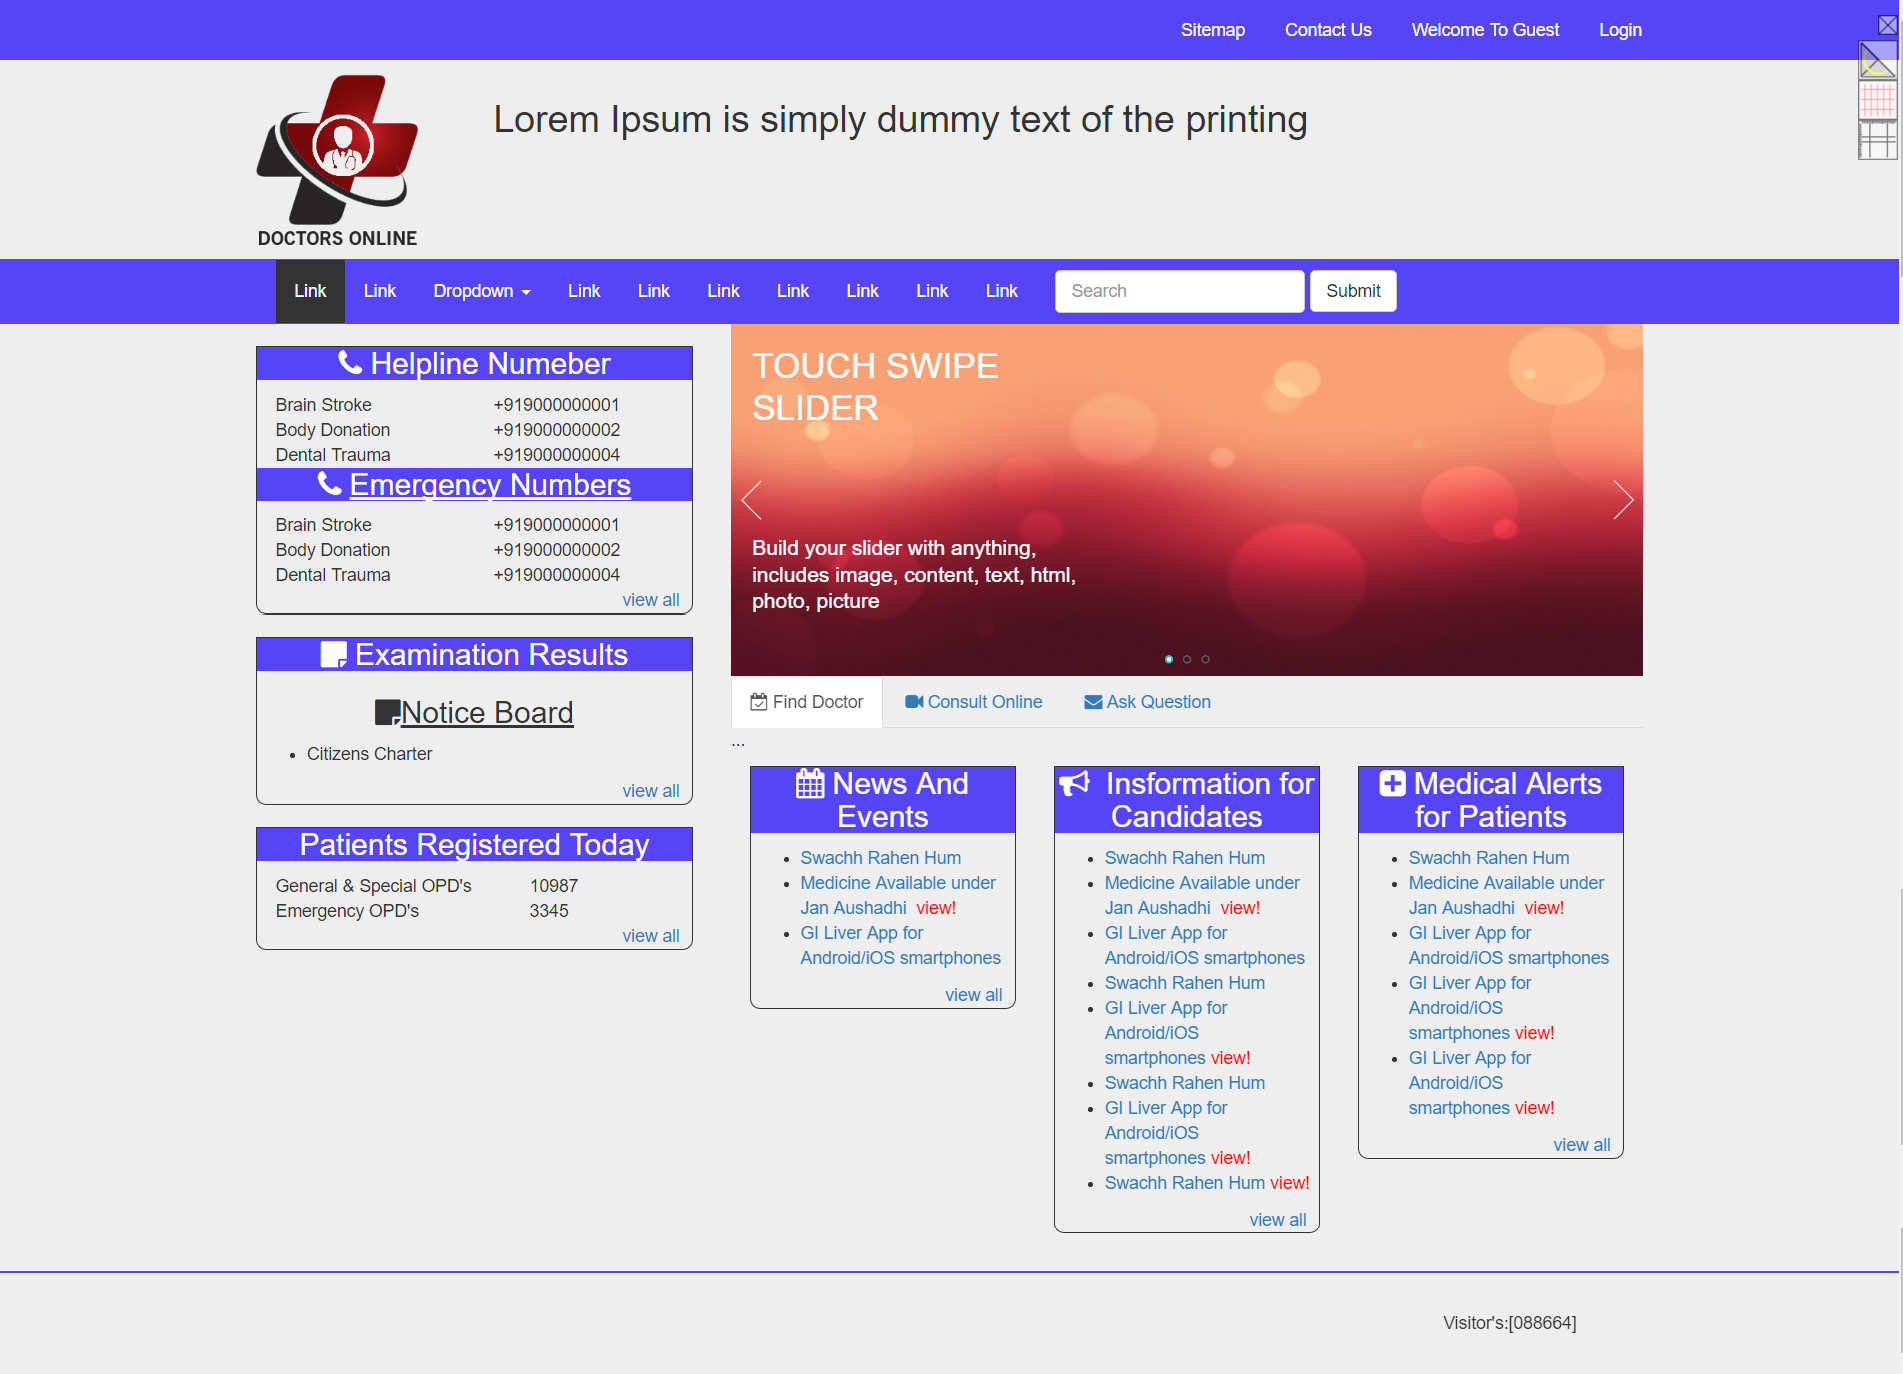 Sitemap Contact Us Welcome To Guest Login
Lorem Ipsum is simply dummy text of the printing
DOCTORS ONLINE
Link Link Dropdown Link Link Link Link Link Link Link Search Submit
Helpline Numeber
Brain Stroke +919000000001
Body Donation +919000000002
Dental Trauma +919000000004
Emergency Numbers
Brain Stroke +919000000001
Body Donation +919000000002
Dental Trauma +919000000004
view all
Examination Results
Notice Board
Citizens Charter
view all
Patients Registered Today
General & Special OPD's 10987
Emergency OPD's 3345
view all
TOUCH SWIPE
SLIDER
Build your slider with anything,
includes image, content, text, html,
photo, picture
Find Doctor Consult Online Ask Question
...
News And
Events
Swachh Rahen Hum
Medicine Available under
Jan Aushadhi view!
GI Liver App for
Android/iOS smartphones
view all
Insformation for
Candidates
Swachh Rahen Hum
Medicine Available under
Jan Aushadhi view!
GI Liver App for
Android/iOS smartphones
Swachh Rahen Hum
GI Liver App for
Android/iOS
smartphones view!
Swachh Rahen Hum
GI Liver App for
Android/iOS
smartphones view!
Swachh Rahen Hum view!
view all
Medical Alerts
for Patients
Swachh Rahen Hum
Medicine Available under
Jan Aushadhi view!
GI Liver App for
Android/iOS smartphones
GI Liver App for
Android/iOS
smartphones view!
GI Liver App for
Android/iOS
smartphones view!
view all
Visitor's:[088664]